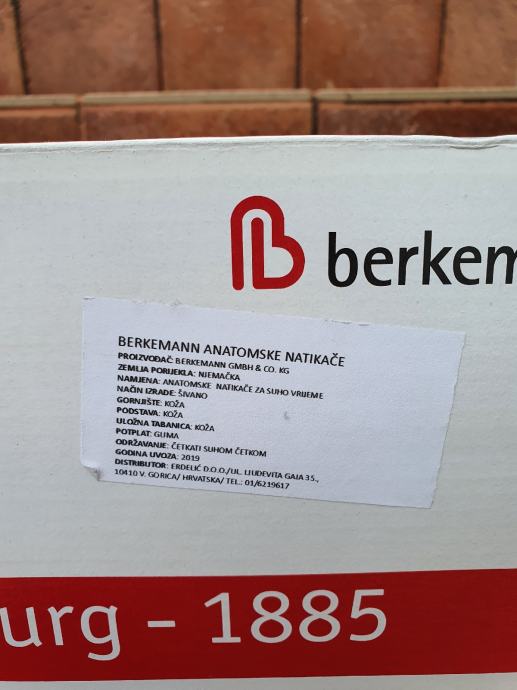 berkem
BERKEMANN ANATOMSKE NATIKAČE
PROIZVOĐAČ: BERKEMANN GMBH & CO. KG
ZEMLJA PORIJEKLA: NJEMAČKA
NAMJENA: ANATOMSKE NATIKAČE ZA SUHO VRIJEME
NAČIN IZRADE: ŠIVANO
GORNJIŠTE: KOŽA
PODSTAVA: KOŽA
ULOŽNA TABANICA: KOŽA
POTPLAT: GUMA
ODRŽAVANJE: ČETKATI SUHOM ČETKOM
GODINA UVOZA: 2019
DISTRIBUTOR: ERDELIĆ D.O.O./UL. LJUDEVITA GAJA 35.,
10410 V. GORICA/ HRVATSKA/ TEL.: 01/6219617
urg - 1885